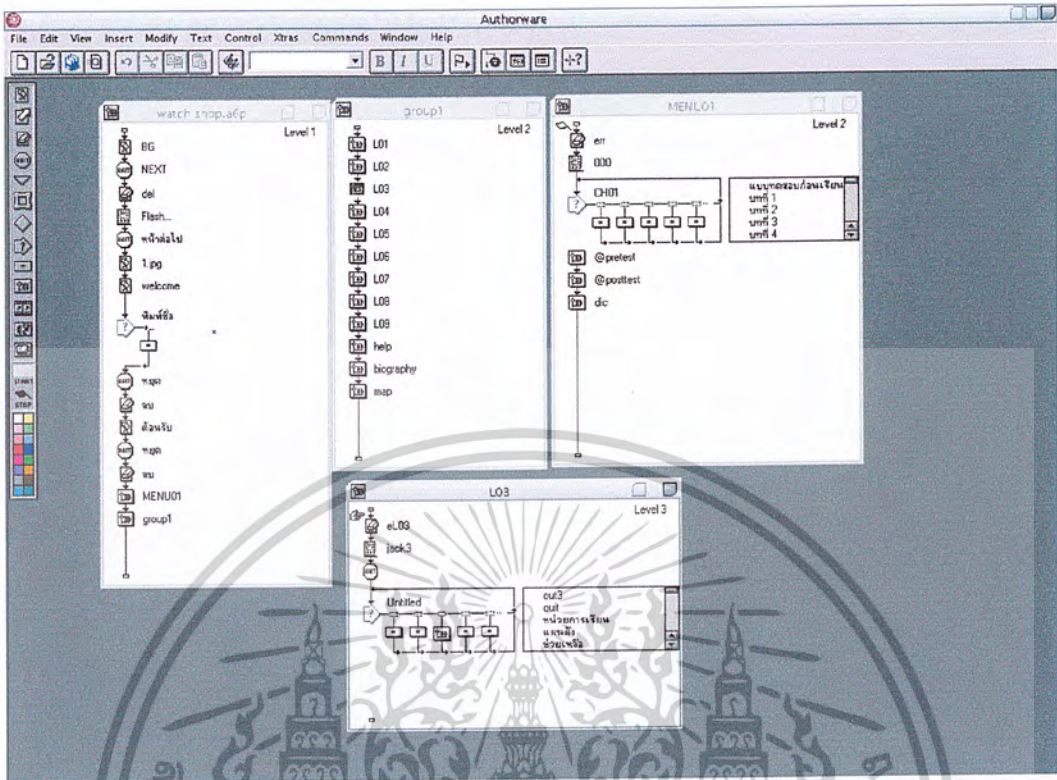 Authorware
File Edit View Insert Modify Text Control Xtras Commands Window Help
B I U
START
STOP
watch shop.a6p
Level 1
BG
NEXT
del
Flash...
หน้าต่อไป
1.jpg
welcome
พิมพ์ชื่อ
หยุด
ลบ
ต้อนรับ
หยุด
ลบ
MENU01
group1
group1
Level 2
L01
L02
L03
L04
L05
L06
L07
L08
L09
help
biography
map
MENU01
Level 2
err
000
CH01
แบบทดสอบก่อนเรียน
บทที่ 1
บทที่ 2
บทที่ 3
บทที่ 4
@pretest
@posttest
dic
L03
Level 3
eL03
jock3
WAIT
Untitled
out3
quit
หน่วยการเรียน
แผนผัง
ช่วยเหลือ